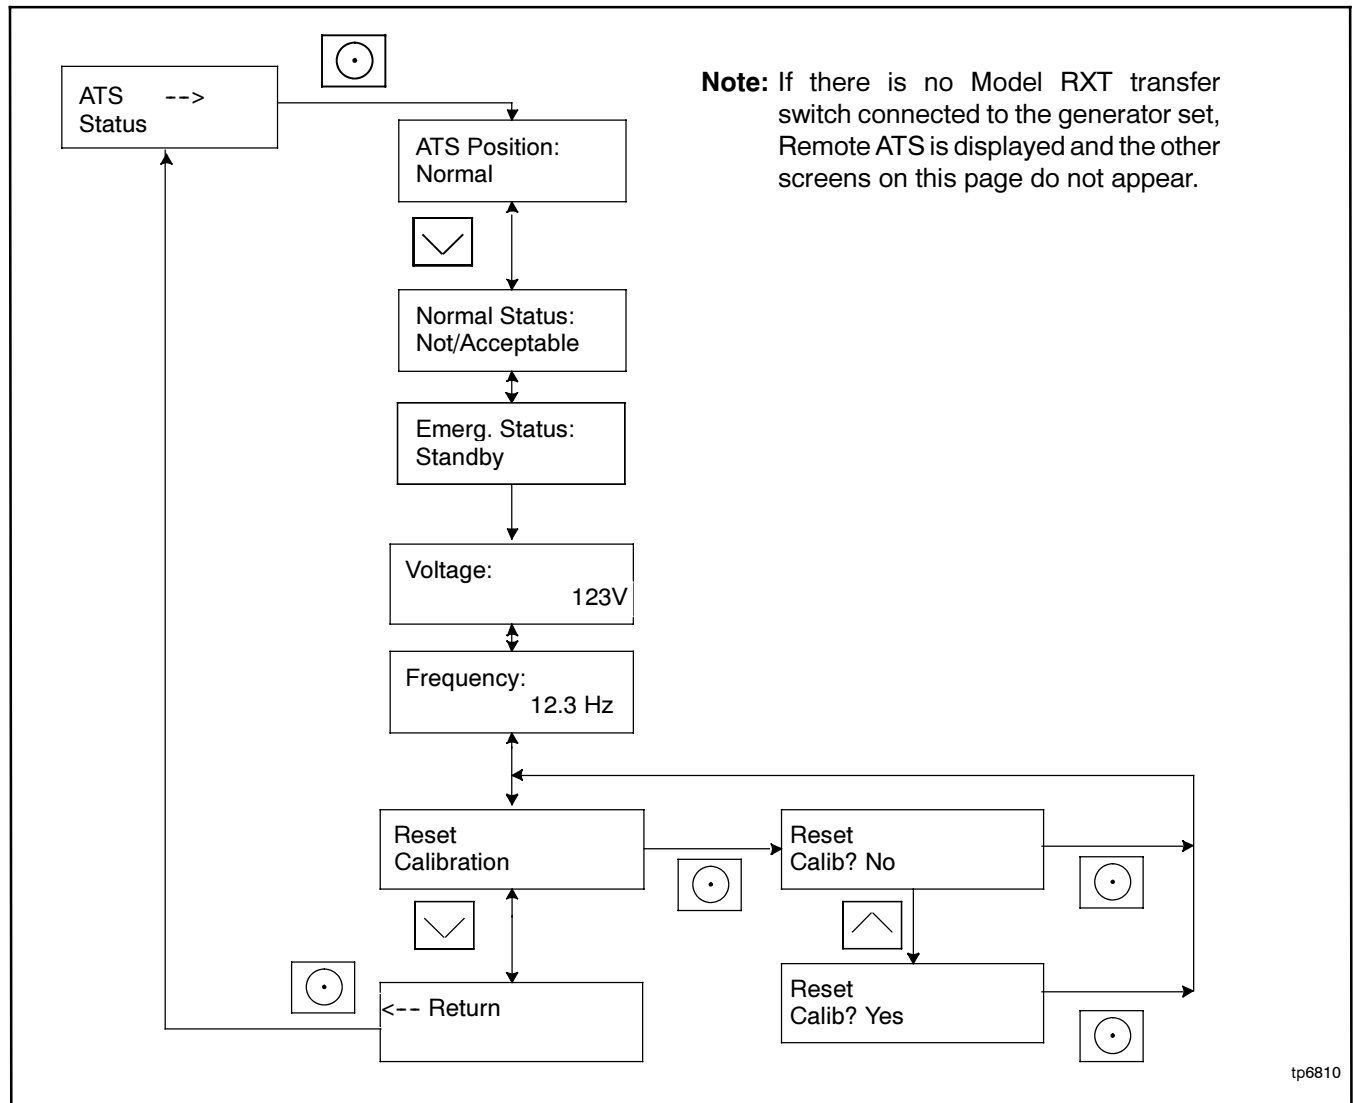 ATS -->
Status
Note: If there is no Model RXT transfer
switch connected to the generator set,
Remote ATS is displayed and the other
screens on this page do not appear.
ATS Position:
Normal
Normal Status:
Not/Acceptable
Emerg. Status:
Standby
Voltage:
123V
Frequency:
12.3 Hz
Reset
Calibration
Reset
Calib? No
<-- Return
Reset
Calib? Yes
tp6810